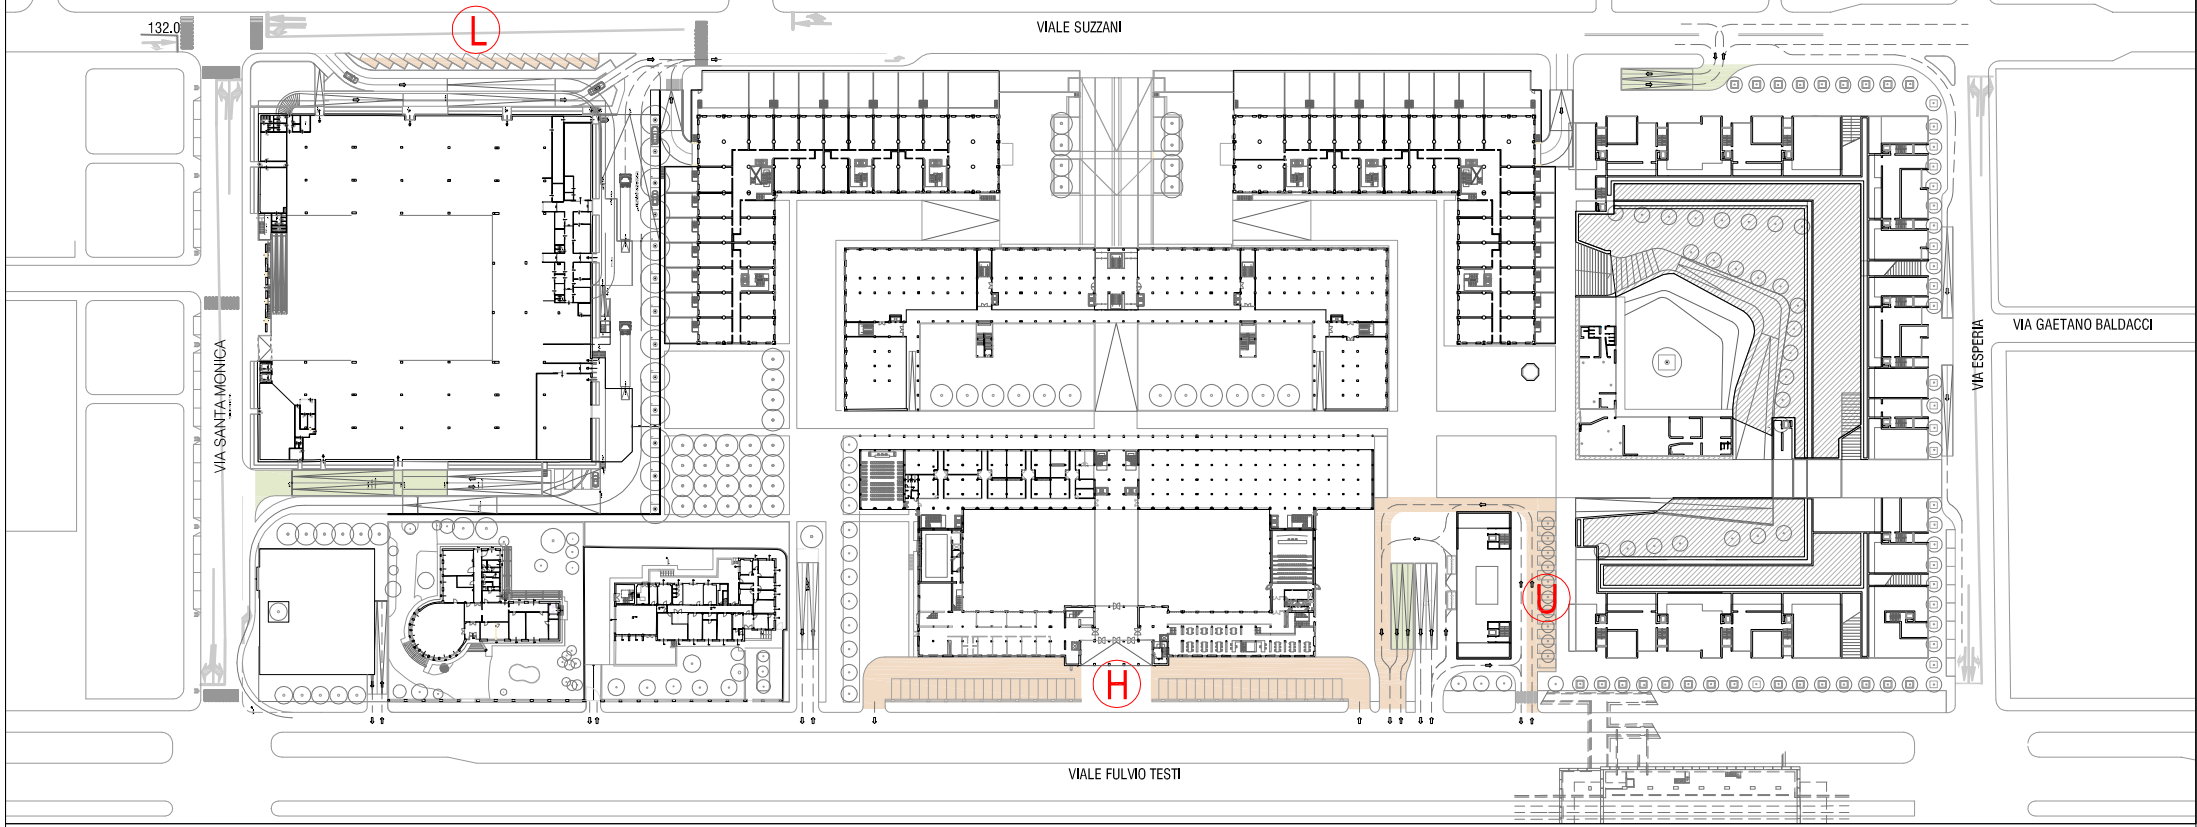 L
VIALE SUZZANI
132.0
VIA SANTA MONICA
VIA GAETANO BALDACCI
VIA ESPERIA
U
H
VIALE FULVIO TESTI